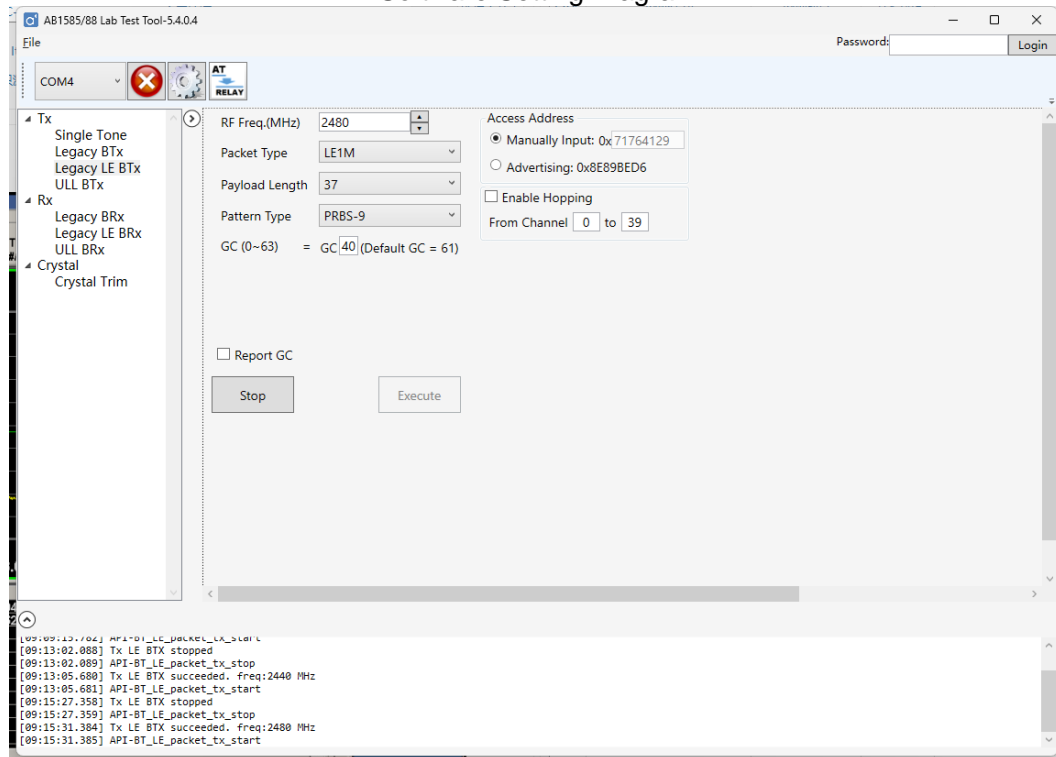 AB1585/88 Lab Test Tool-5.4.0.4
File
Password:
Login
COM4
AT
RELAY
Tx
Single Tone
Legacy BTx
Legacy LE BTx
ULL BTx
Rx
Legacy BRx
Legacy LE BRx
ULL BRx
Crystal
Crystal Trim
RF Freq.(MHz) 2480
Packet Type LE1M
Payload Length 37
Pattern Type PRBS-9
GC (0~63) = GC 40 (Default GC = 61)
Report GC
Stop
Execute
Access Address
Manually Input: 0x 71764129
Advertising: 0x8E89BED6
Enable Hopping
From Channel 0 to 39
[09:09:15.782] API-BT_LE_packet_tx_start
[09:13:02.088] Tx LE BTX stopped
[09:13:02.089] API-BT_LE_packet_tx_stop
[09:13:05.680] Tx LE BTX succeeded. freq:2440 MHz
[09:13:05.681] API-BT_LE_packet_tx_start
[09:15:27.358] Tx LE BTX stopped
[09:15:27.359] API-BT_LE_packet_tx_stop
[09:15:31.384] Tx LE BTX succeeded. freq:2480 MHz
[09:15:31.385] API-BT_LE_packet_tx_start